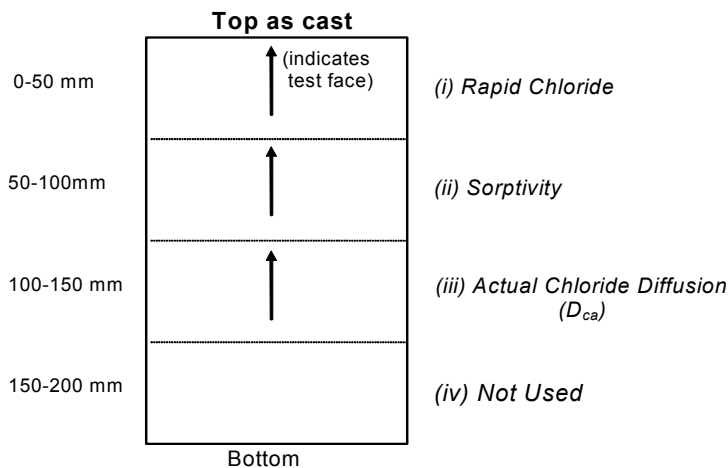 Top as cast
0-50 mm
(indicates
test face)
(i) Rapid Chloride
50-100mm
(ii) Sorptivity
100-150 mm
(iii) Actual Chloride Diffusion
(Dca)
150-200 mm
(iv) Not Used
Bottom